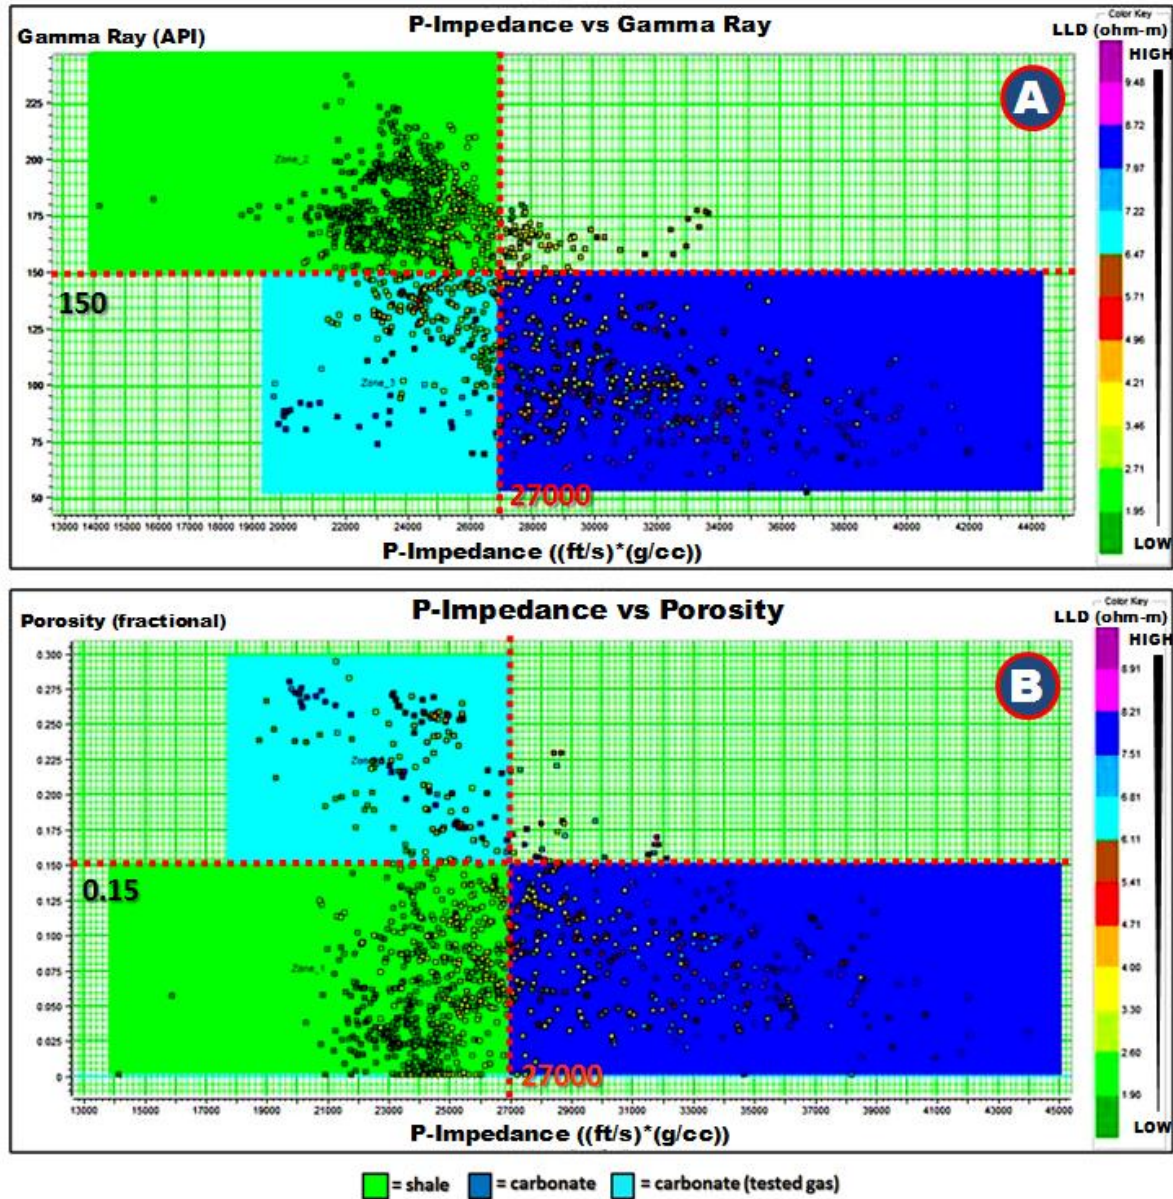 P-Impedance vs Gamma Ray
Gamma Ray (API)
Color Key
LLD (ohm-m)
HIGH
A
225
200
175
150
125
100
75
50
Zone_2
Zone_3
150
27000
9.48
8.72
7.97
7.22
6.47
5.71
4.96
4.21
3.46
2.71
1.95
LOW
13000 14000 15000 16000 17000 18000 19000 20000 22000 24000 26000 28000 30000 32000 34000 36000 38000 40000 42000 44000
P-Impedance ((ft/s)*(g/cc))
P-Impedance vs Porosity
Porosity (fractional)
Color Key
LLD (ohm-m)
HIGH
B
0.300
0.275
0.250
0.225
0.200
0.175
0.150
0.125
0.100
0.075
0.050
0.025
0
0.15
27000
8.91
8.21
7.51
6.81
6.11
5.41
4.71
4.00
3.30
2.60
1.90
LOW
13000 15000 17000 19000 21000 23000 25000 27000 29000 31000 33000 35000 37000 39000 41000 43000 45000
P-Impedance ((ft/s)*(g/cc))
= shale = carbonate = carbonate (tested gas)